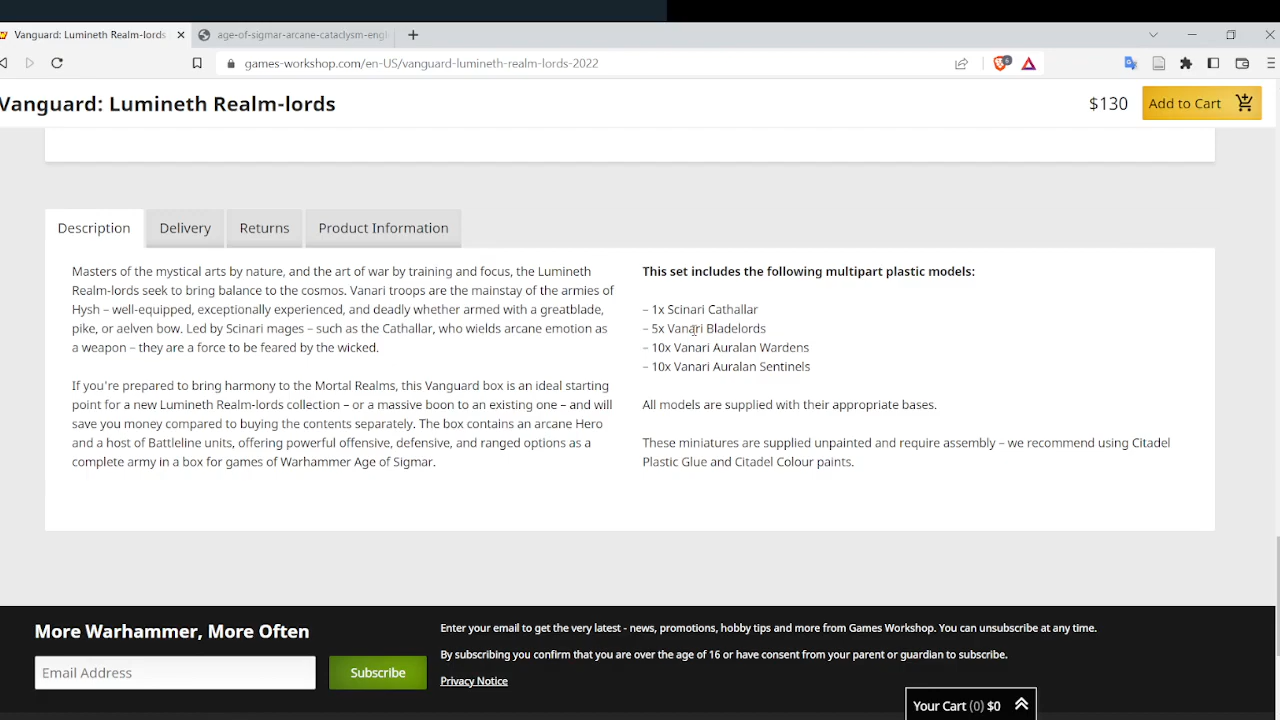 Vanguard: Lumineth Realm-lords
age-of-sigmar-arcane-cataclysm-engl
games-workshop.com/en-US/vanguard-lumineth-realm-lords-2022
Vanguard: Lumineth Realm-lords
$130
Add to Cart
Description
Delivery
Returns
Product Information
Masters of the mystical arts by nature, and the art of war by training and focus, the Lumineth
Realm-lords seek to bring balance to the cosmos. Vanari troops are the mainstay of the armies of
Hysh – well-equipped, exceptionally experienced, and deadly whether armed with a greatblade,
pike, or aelven bow. Led by Scinari mages – such as the Cathallar, who wields arcane emotion as
a weapon – they are a force to be feared by the wicked.
If you're prepared to bring harmony to the Mortal Realms, this Vanguard box is an ideal starting
point for a new Lumineth Realm-lords collection – or a massive boon to an existing one – and will
save you money compared to buying the contents separately. The box contains an arcane Hero
and a host of Battleline units, offering powerful offensive, defensive, and ranged options as a
complete army in a box for games of Warhammer Age of Sigmar.
This set includes the following multipart plastic models:
– 1x Scinari Cathallar
– 5x Vanari Bladelords
– 10x Vanari Auralan Wardens
– 10x Vanari Auralan Sentinels
All models are supplied with their appropriate bases.
These miniatures are supplied unpainted and require assembly – we recommend using Citadel
Plastic Glue and Citadel Colour paints.
More Warhammer, More Often
Email Address
Subscribe
Enter your email to get the very latest - news, promotions, hobby tips and more from Games Workshop. You can unsubscribe at any time.
By subscribing you confirm that you are over the age of 16 or have consent from your parent or guardian to subscribe.
Privacy Notice
Your Cart (0) $0